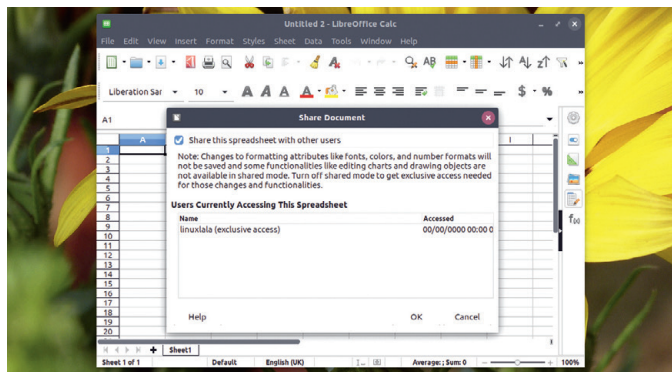 Untitled 2 - LibreOffice Calc
File Edit View Insert Format Styles Sheet Data Tools Window Help
Liberation Sar 10
A1
A I
Share Document
Share this spreadsheet with other users
Note: Changes to formatting attributes like fonts, colors, and number formats will
not be saved and some functionalities like editing charts and drawing objects are
not available in shared mode. Turn off shared mode to get exclusive access needed
for those changes and functionalities.
Users Currently Accessing This Spreadsheet
Name Accessed
linuxlala (exclusive access) 00/00/0000 00:00 0
Help OK Cancel
1
2
3
4
5
6
7
8
9
10
11
12
13
14
15
16
17
18
19
20
Sheet1
Sheet 1 of 1 Default English (UK) Average: ; Sum: 0 100%